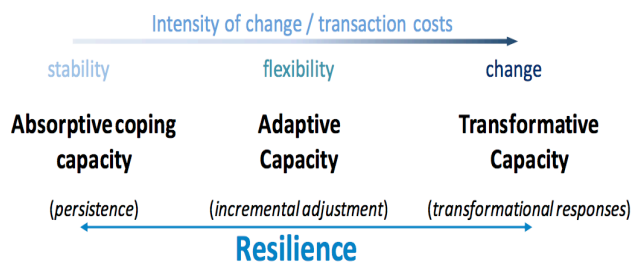 Intensity of change / transaction costs
stability flexibility change
Absorptive coping Adaptive Transformative
capacity Capacity Capacity
(persistence) (incremental adjustment) (transformational responses)
Resilience